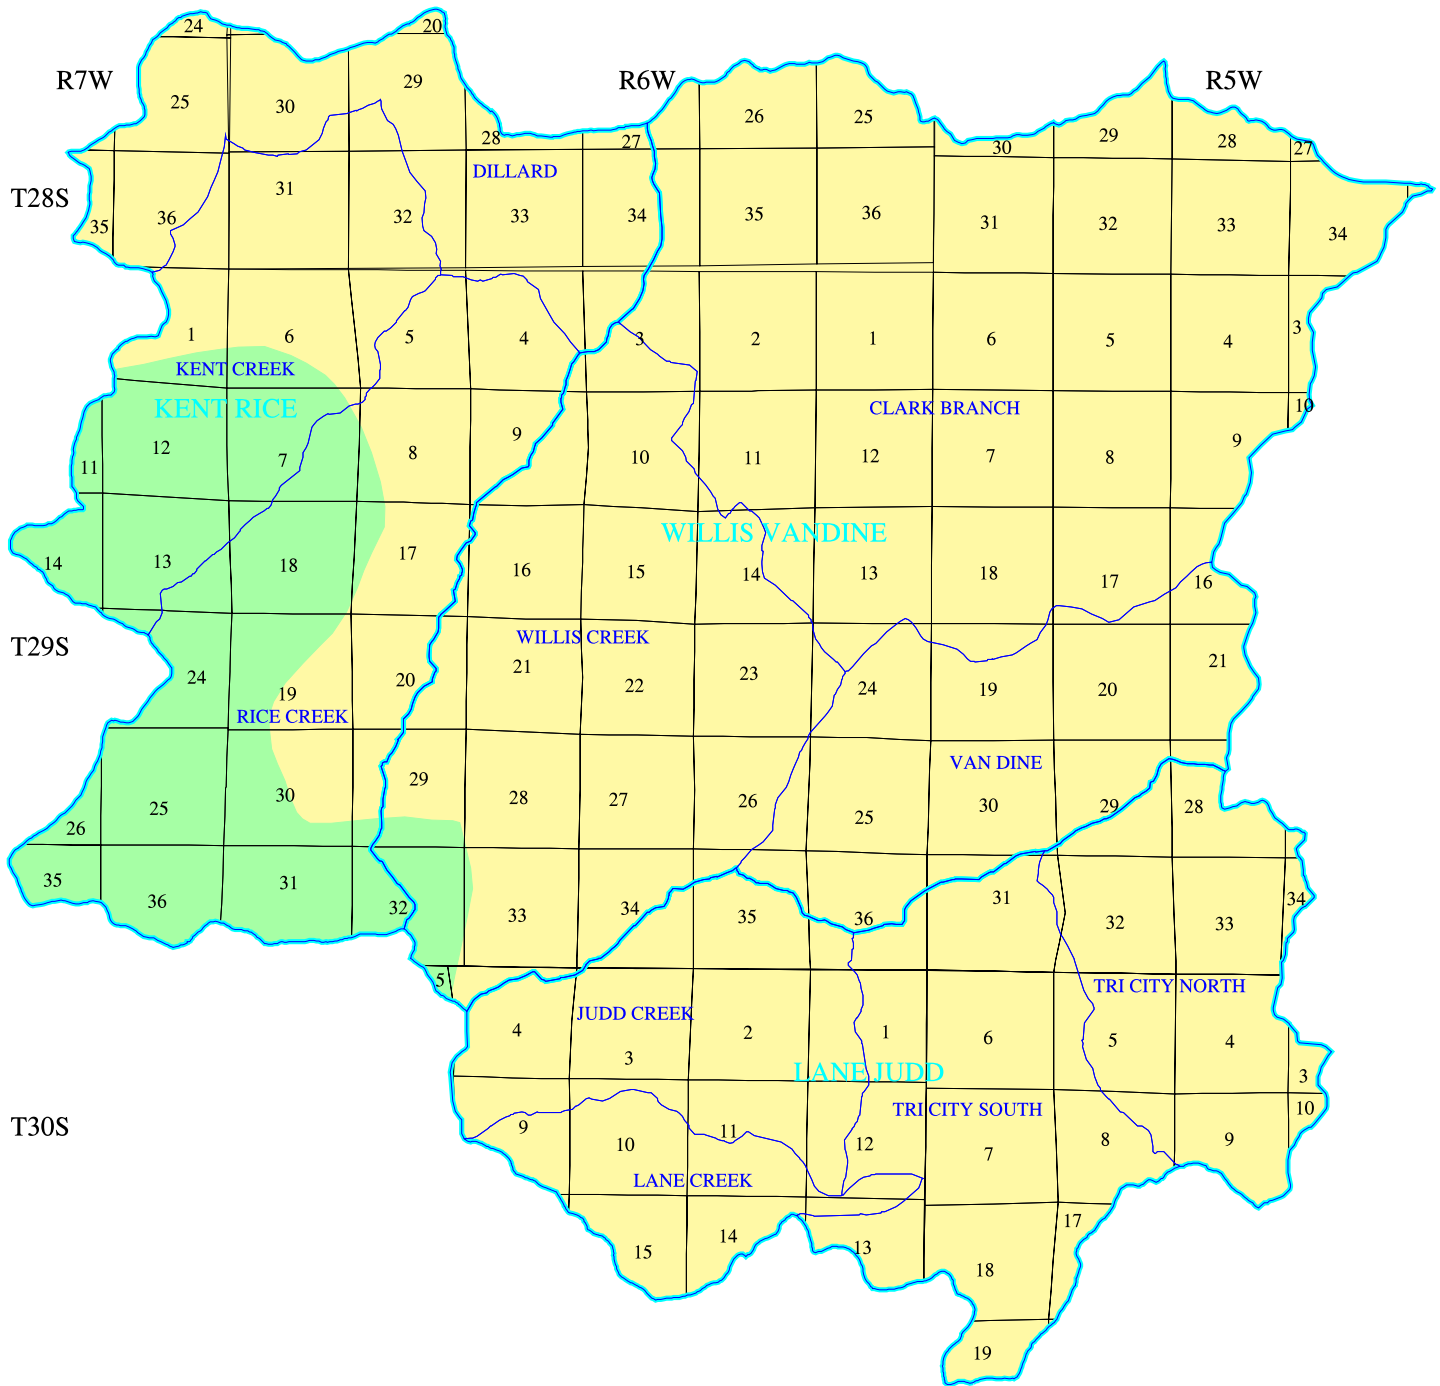 24 20
R7W 29 R6W R5W
25 30 26 25
28 27 30 29 28 27
DILLARD
T28S 31
35 36 32 33 34 35 36 31 32 33 34
1 6 5 4 3 2 1 6 5 4 3
KENT CREEK
KENT RICE CLARK BRANCH 10
11 12 7 8 9 10 11 12 7 8 9
WILLIS VANDINE
14 13 18 17 16 15 14 13 18 17 16
T29S WILLIS CREEK
24 19 20 21 22 23 24 19 20 21
RICE CREEK
VAN DINE
26 25 30 29 28 27 26 25 30 29 28
35 36 31 32 33 34 35 36 31 32 33 34
5 TRI CITY NORTH
JUDD CREEK
4 3 2 1 6 5 4 3
LANE JUDD
T30S TRI CITY SOUTH 10
9 10 11 12 7 8 9
LANE CREEK
15 14 13 18 17
19